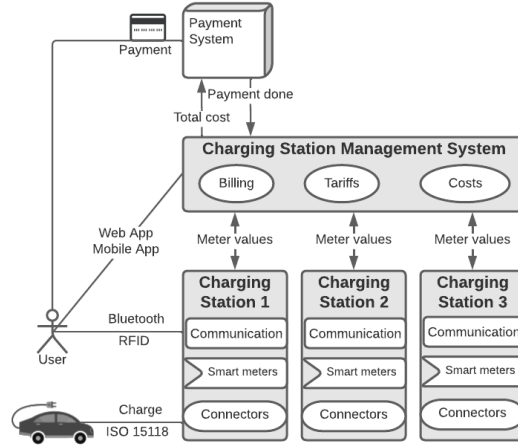 Payment
System
Payment
Payment done
Total cost
Charging Station Management System
Billing
Tariffs
Costs
Web App
Mobile App
Meter values
Meter values
Meter values
Charging
Station 1
Charging
Station 2
Charging
Station 3
Bluetooth
RFID
User
Communication
Communication
Communication
Smart meters
Smart meters
Smart meters
Charge
ISO 15118
Connectors
Connectors
Connectors